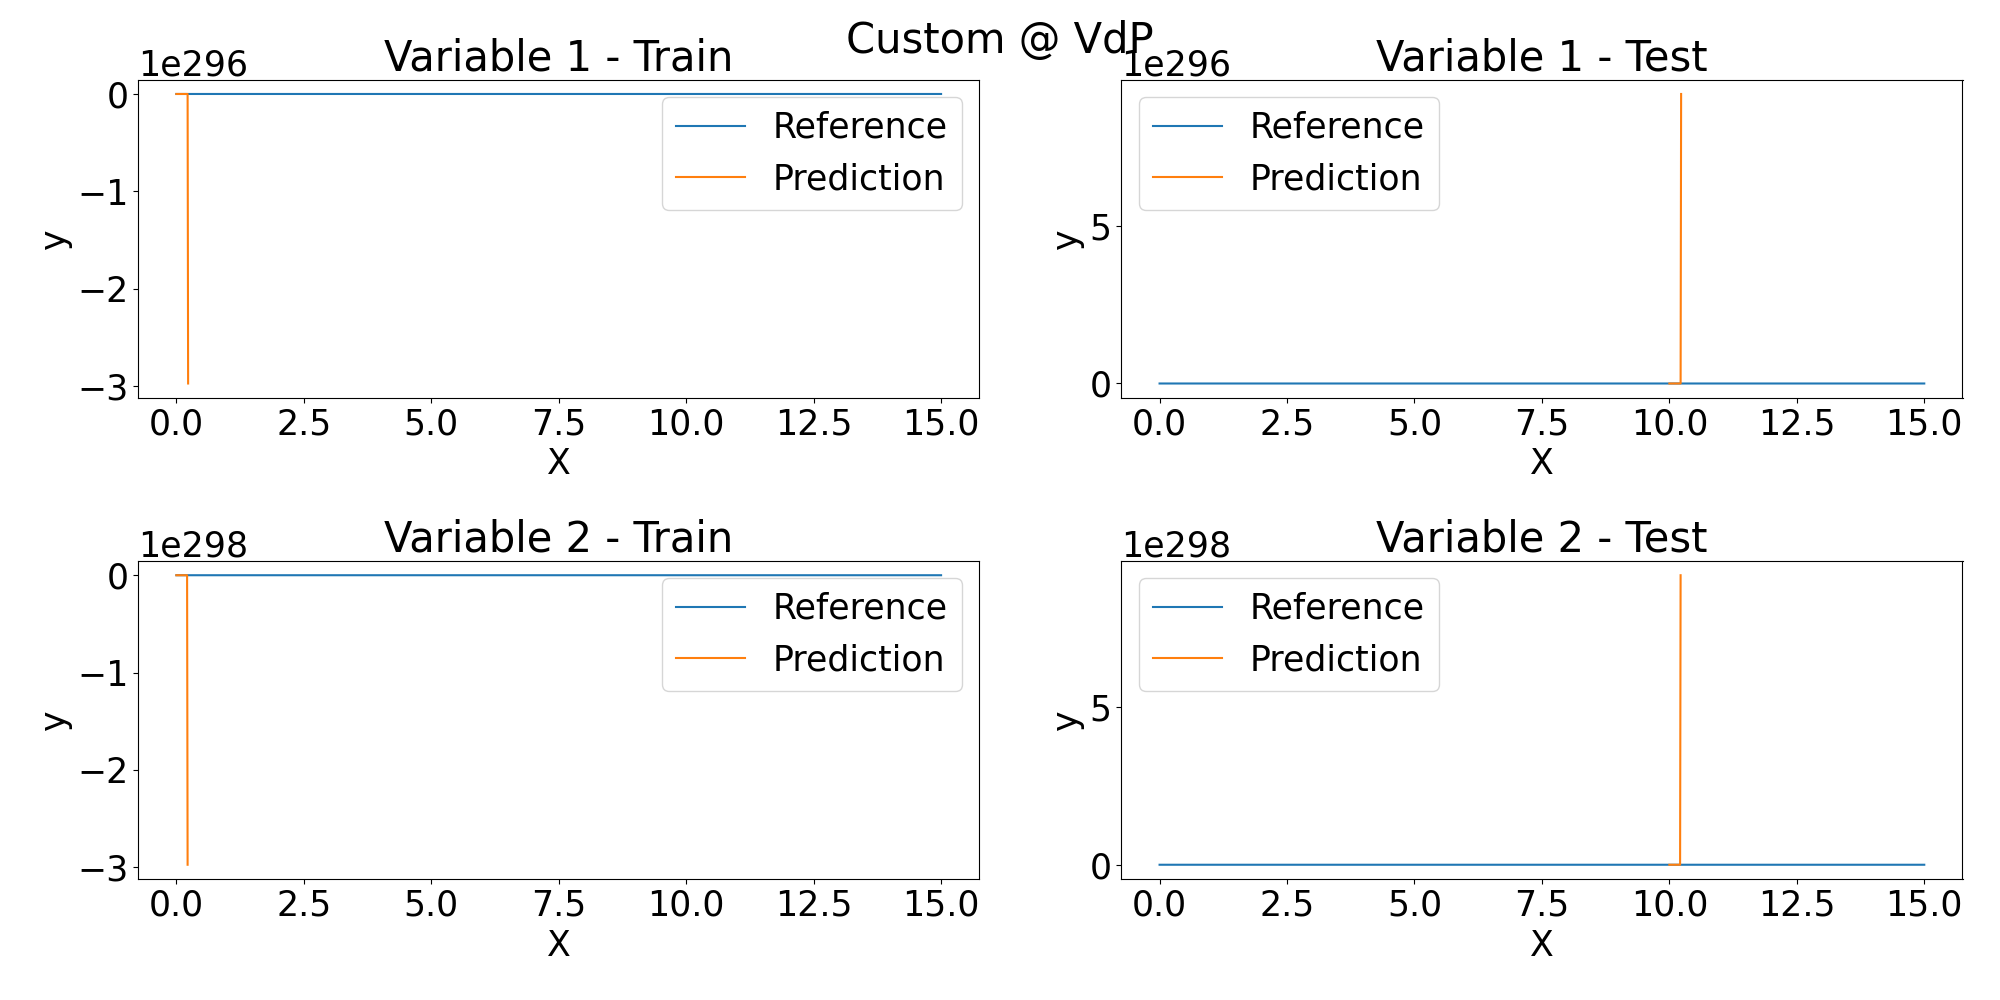 Custom @ VdP
1e296
Variable 1 - Train
0
−1
−2
−3
y
Reference
Prediction
0.0 2.5 5.0 7.5 10.0 12.5 15.0
X
1e296
Variable 1 - Test
5
0
y
Reference
Prediction
0.0 2.5 5.0 7.5 10.0 12.5 15.0
X
1e298
Variable 2 - Train
0
−1
−2
−3
y
Reference
Prediction
0.0 2.5 5.0 7.5 10.0 12.5 15.0
X
1e298
Variable 2 - Test
5
0
y
Reference
Prediction
0.0 2.5 5.0 7.5 10.0 12.5 15.0
X